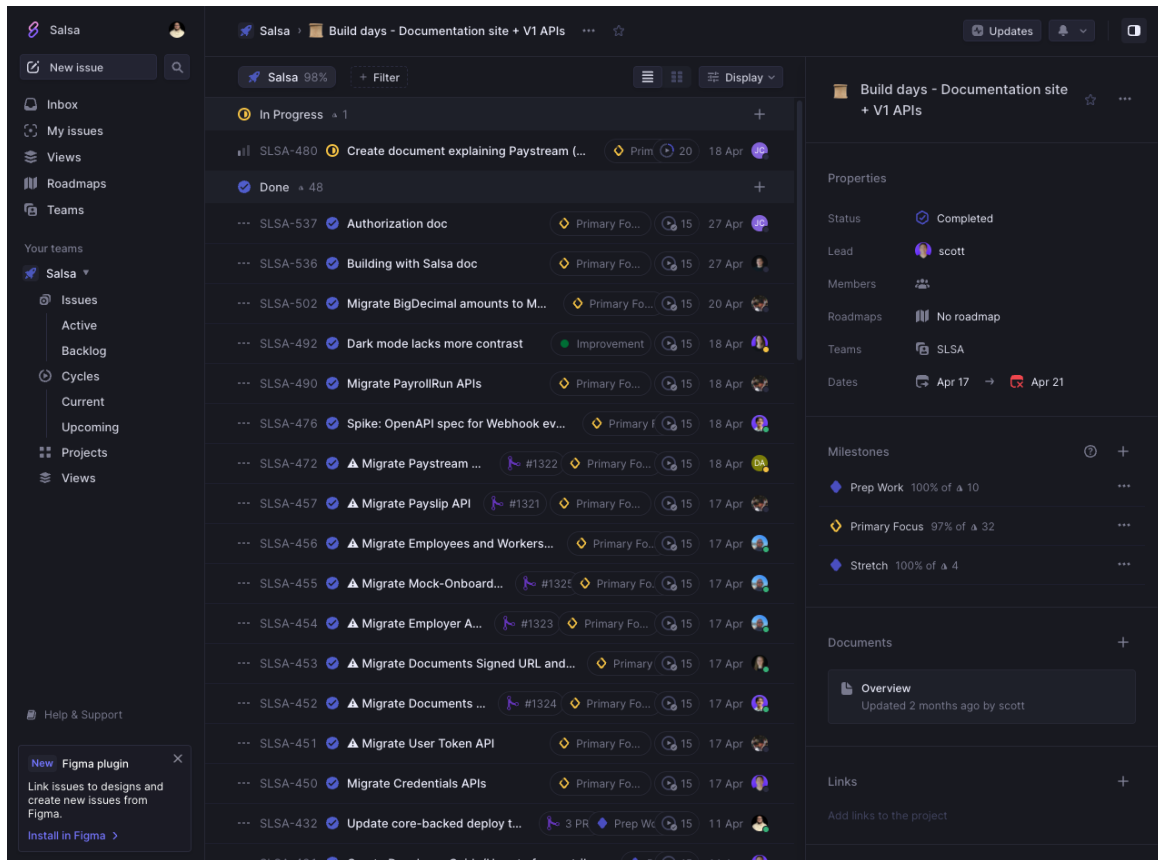 Salsa
New issue
Inbox
My issues
Views
Roadmaps
Teams
Your teams
Salsa
Issues
Active
Backlog
Cycles
Current
Upcoming
Projects
Views
Help & Support
New Figma plugin
Link issues to designs and
create new issues from
Figma.
Install in Figma
Salsa › Build days - Documentation site + V1 APIs
Updates
Salsa 98%
+ Filter
Display
In Progress 1
SLSA-480 Create document explaining Paystream (... Prim 20 18 Apr JC
Done 48
SLSA-537 Authorization doc Primary Fo... 15 27 Apr JC
SLSA-536 Building with Salsa doc Primary Fo... 15 27 Apr
SLSA-502 Migrate BigDecimal amounts to M... Primary Fo... 15 20 Apr
SLSA-492 Dark mode lacks more contrast Improvement 15 18 Apr
SLSA-490 Migrate PayrollRun APIs Primary Fo... 15 18 Apr
SLSA-476 Spike: OpenAPI spec for Webhook ev... Primary F 15 18 Apr
SLSA-472 Migrate Paystream ... #1322 Primary Fo... 15 18 Apr DA
SLSA-457 Migrate Payslip API #1321 Primary Fo... 15 17 Apr
SLSA-456 Migrate Employees and Workers... Primary Fo... 15 17 Apr
SLSA-455 Migrate Mock-Onboard... #1325 Primary Fo. 15 17 Apr
SLSA-454 Migrate Employer A... #1323 Primary Fo... 15 17 Apr
SLSA-453 Migrate Documents Signed URL and... Primary 15 17 Apr
SLSA-452 Migrate Documents ... #1324 Primary Fo... 15 17 Apr
SLSA-451 Migrate User Token API Primary Fo... 15 17 Apr
SLSA-450 Migrate Credentials APIs Primary Fo... 15 17 Apr
SLSA-432 Update core-backed deploy t... 3 PR Prep Wo 15 11 Apr
Build days - Documentation site
+ V1 APIs
Properties
Status Completed
Lead scott
Members
Roadmaps No roadmap
Teams SLSA
Dates Apr 17 → Apr 21
Milestones
Prep Work 100% of 10
Primary Focus 97% of 32
Stretch 100% of 4
Documents
Overview
Updated 2 months ago by scott
Links
Add links to the project